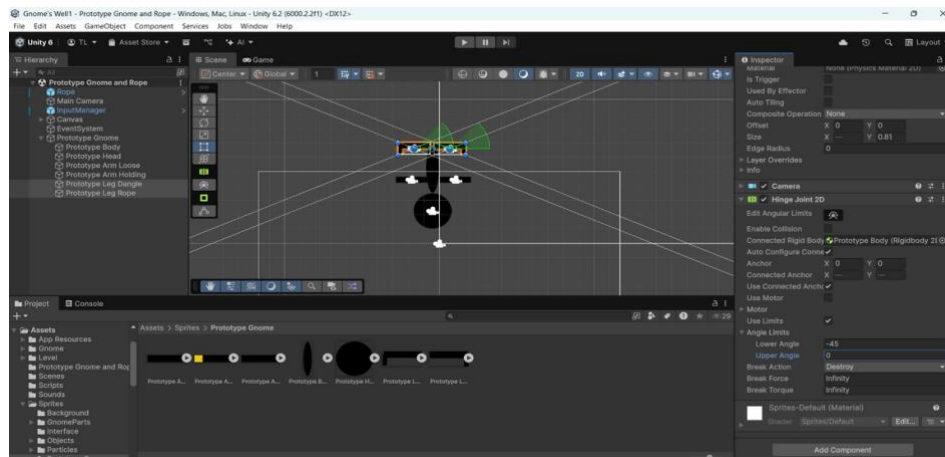 Gnome's Well1 - Prototype Gnome and Rope - Windows, Mac, Linux - Unity 6.2 (6000.2.2f1) <DX12>
File Edit Assets GameObject Component Services Jobs Window Help
Unity 6 TL Asset Store AI Layout
Hierarchy
All
Prototype Gnome and Rope
Rope
Main Camera
InputManager
Canvas
EventSystem
Prototype Gnome
Prototype Body
Prototype Head
Prototype Arm Loose
Prototype Arm Holding
Prototype Leg Dangle
Prototype Leg Rope
Scene Game
Center Global 1 2D
Inspector
Material None (Physics Material 2D)
Is Trigger
Used By Effector
Auto Tiling
Composite Operation None
Offset X 0 Y 0
Size X — Y 0.81
Edge Radius 0
Layer Overrides
Info
Camera
Hinge Joint 2D
Edit Angular Limits
Enable Collision
Connected Rigid Body Prototype Body (Rigidbody 2D
Auto Configure Conne
Anchor X 0 Y 0
Connected Anchor X — Y —
Use Connected Ancho
Use Motor
Motor
Use Limits
Angle Limits
Lower Angle -45
Upper Angle 0
Break Action Destroy
Break Force Infinity
Break Torque Infinity
Sprites-Default (Material)
Shader Sprites/Default Edit...
Add Component
Project Console
Assets
App Resources
Gnome
Level
Prototype Gnome and Rop
Scenes
Scripts
Sounds
Sprites
Background
GnomeParts
Interface
Objects
Particles
Assets > Sprites > Prototype Gnome
Prototype A... Prototype A... Prototype A... Prototype B... Prototype H... Prototype L... Prototype L...